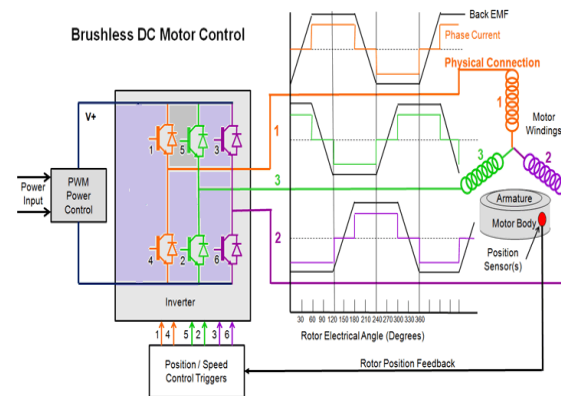 Brushless DC Motor Control
Back EMF
Phase Current
Physical Connection
V+
1
5
3
1
1
Motor
Windings
2
3
PWM
Power
Control
Power
Input
3
Armature
Motor Body
4
2
6
2
Position
Sensor(s)
Inverter
30 60 90 120 150 180 210 240 270 300 330 360
Rotor Electrical Angle (Degrees)
1 4 5 2 3 6
Position / Speed
Control Triggers
Rotor Position Feedback